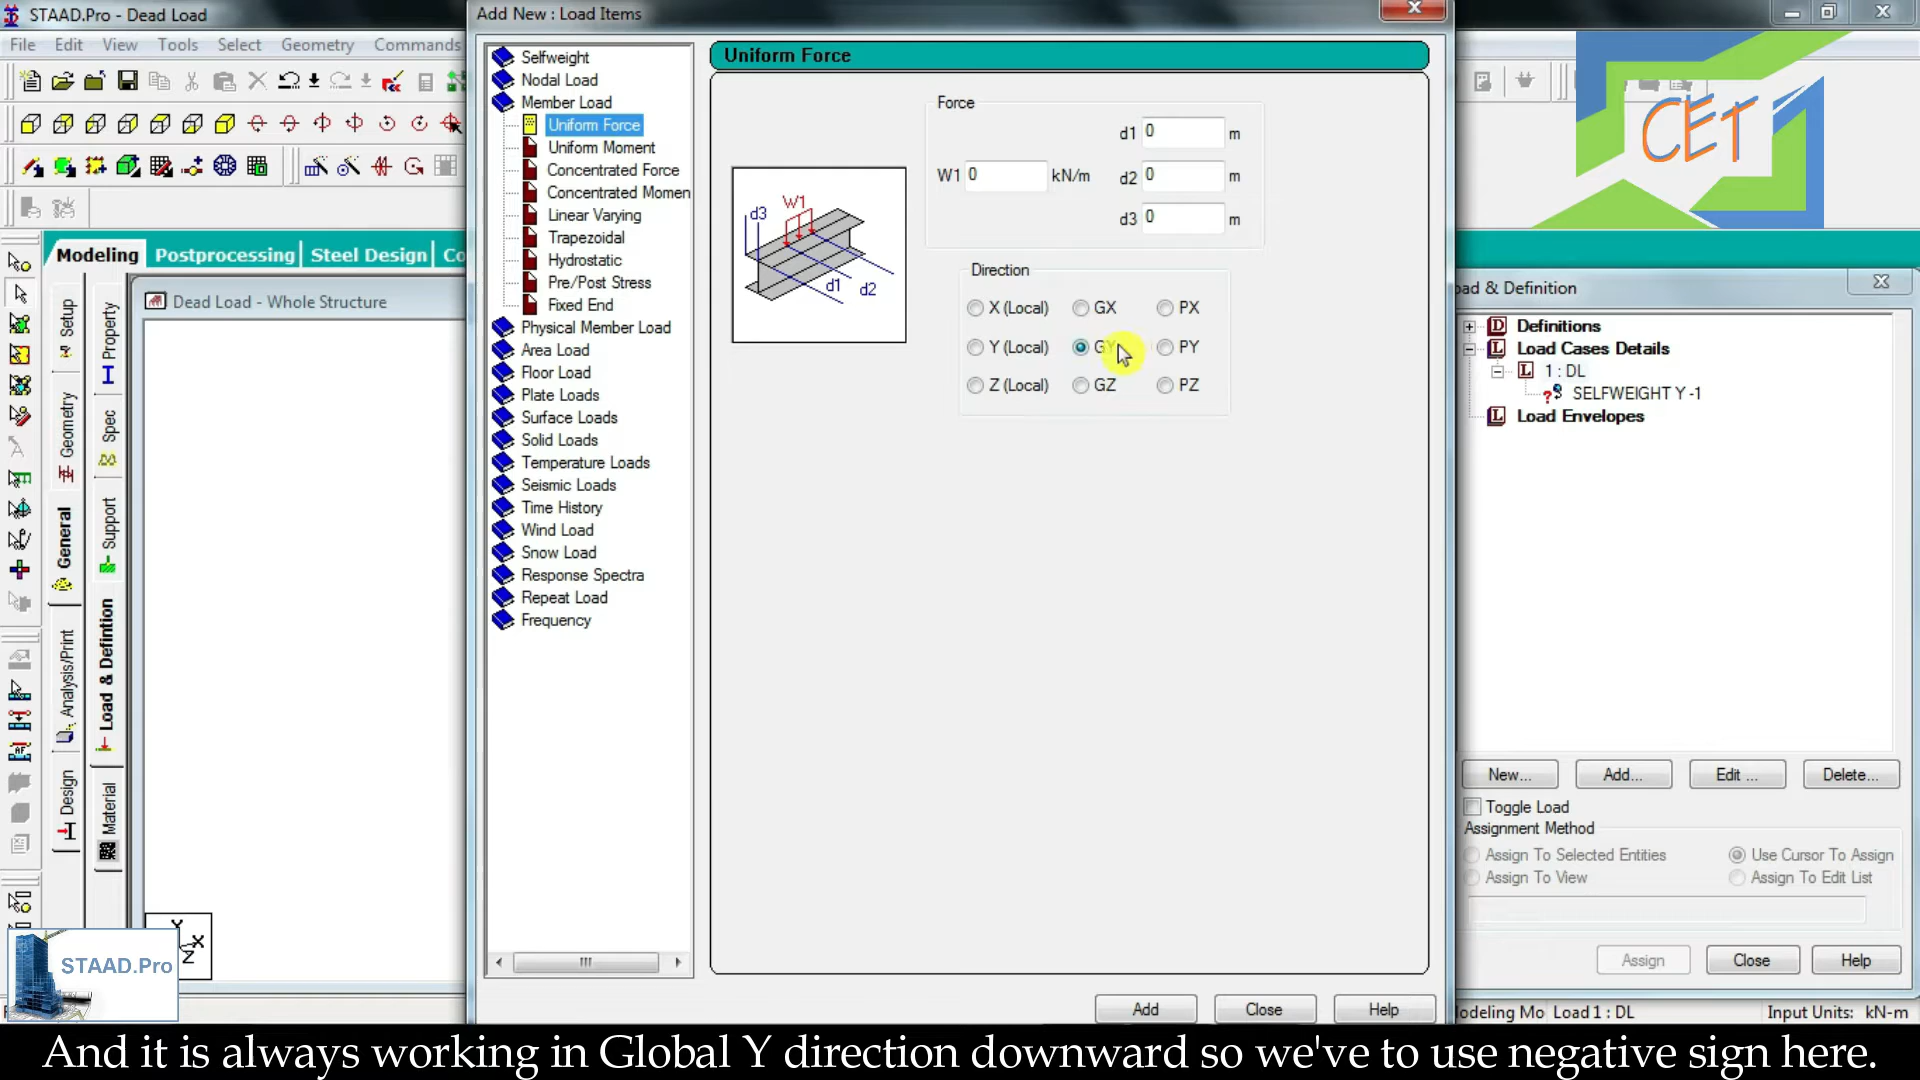 STAAD.Pro - Dead Load
File Edit View Tools Select Geometry Commands
Modeling Postprocessing Steel Design Co
Setup
Geometry
General
Analysis/Print
Design
Property
Spec
Support
Load & Definition
Material
Dead Load - Whole Structure
Y
X
Z
STAAD.Pro
Add New : Load Items
Selfweight
Nodal Load
Member Load
Uniform Force
Uniform Moment
Concentrated Force
Concentrated Momen
Linear Varying
Trapezoidal
Hydrostatic
Pre/Post Stress
Fixed End
Physical Member Load
Area Load
Floor Load
Plate Loads
Surface Loads
Solid Loads
Temperature Loads
Seismic Loads
Time History
Wind Load
Snow Load
Response Spectra
Repeat Load
Frequency
Uniform Force
W1
d3
d1
d2
Force
d1 0 m
W1 0 kN/m d2 0 m
d3 0 m
Direction
X (Local) GX PX
Y (Local) GY PY
Z (Local) GZ PZ
Add Close Help
CET
oad & Definition
D Definitions
L Load Cases Details
L 1 : DL
SELFWEIGHT Y -1
L Load Envelopes
New... Add... Edit ... Delete...
Toggle Load
Assignment Method
Assign To Selected Entities Use Cursor To Assign
Assign To View Assign To Edit List
Assign Close Help
odeling Mo Load 1 : DL Input Units: kN-m
And it is always working in Global Y direction downward so we've to use negative sign here.